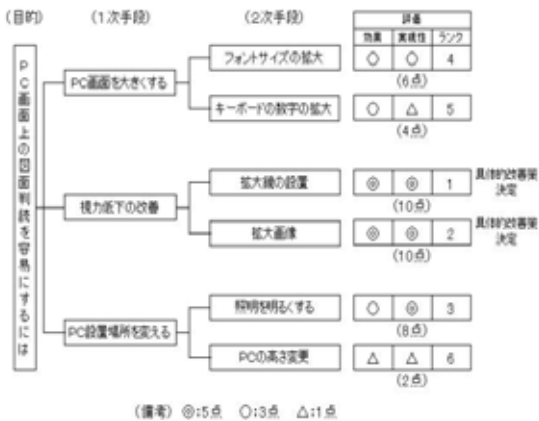 (目的)
(1次手段)
(2次手段)
評価
効果
実現性
ランク
PC画面上の図面判読を容易にするには
PC画面を大きくする
フォントサイズの拡大
○
○
4
(6点)
キーボードの数字の拡大
○
△
5
(4点)
視力低下の改善
拡大鏡の設置
◎
◎
1
具体的改善策
決定
(10点)
拡大画像
◎
◎
2
具体的改善策
決定
(10点)
PC設置場所を変える
照明を明るくする
○
◎
3
(8点)
PCの高さ変更
△
△
6
(2点)
(備考) ◎:5点 ○:3点 △:1点